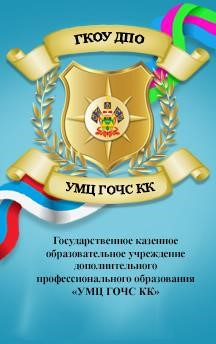 ГКОУ ДПО
УМЦ ГОЧС КК
Государственное казенное
образовательное учреждение
дополнительного
профессионального образования
«УМЦ ГОЧС КК»